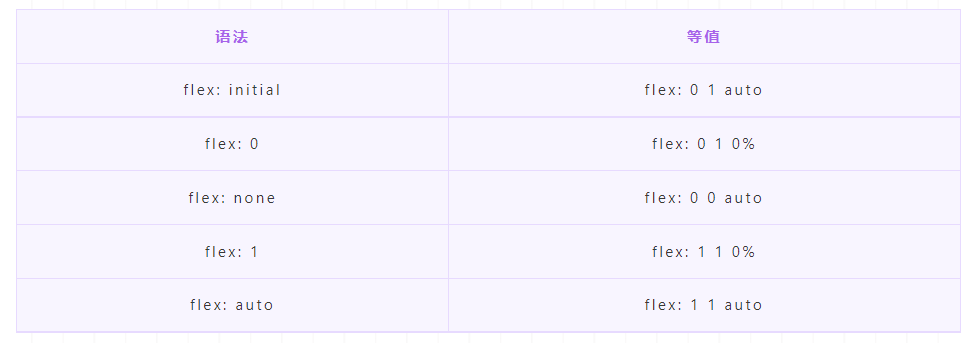 语法 等值
flex: initial flex: 0 1 auto
flex: 0 flex: 0 1 0%
flex: none flex: 0 0 auto
flex: 1 flex: 1 1 0%
flex: auto flex: 1 1 auto